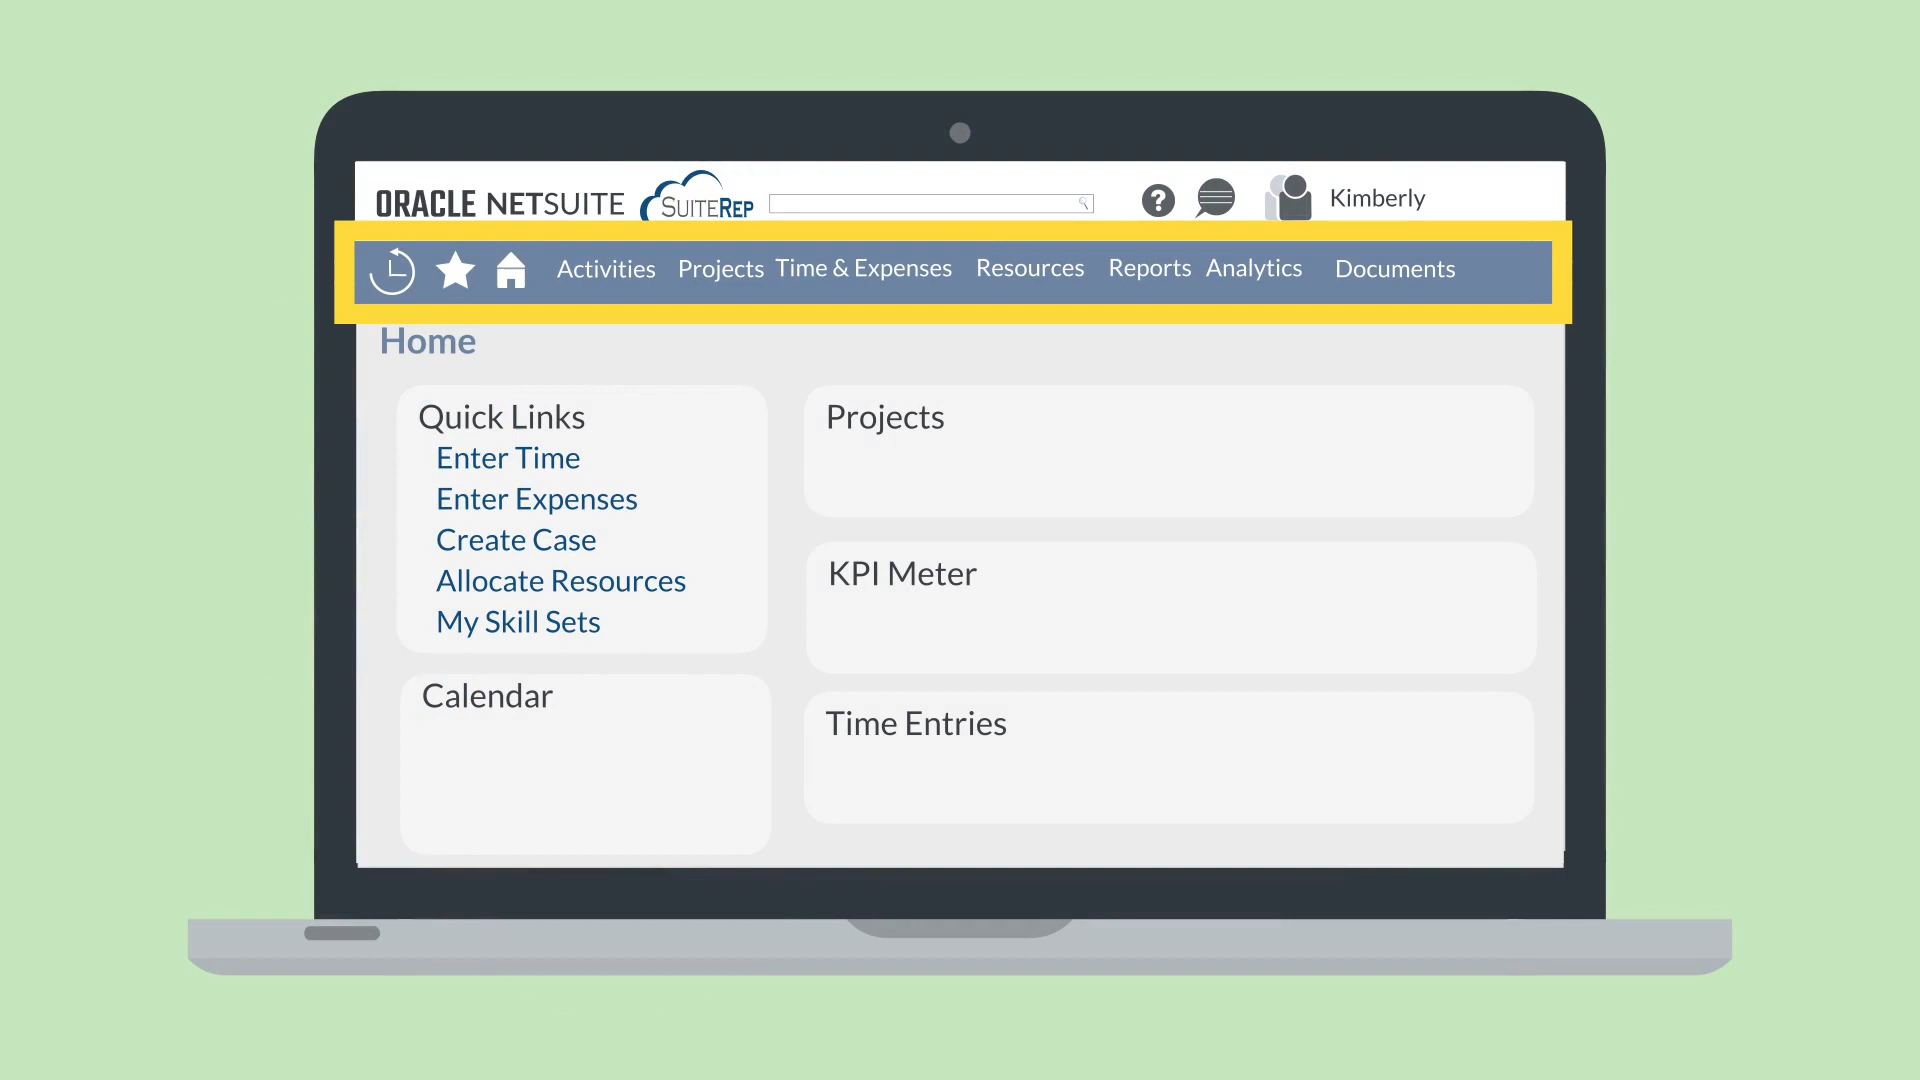 ORACLE NETSUITE SUITEREP Kimberly
Activities Projects Time & Expenses Resources Reports Analytics Documents
Home
Quick Links
Enter Time
Enter Expenses
Create Case
Allocate Resources
My Skill Sets
Calendar
Projects
KPI Meter
Time Entries